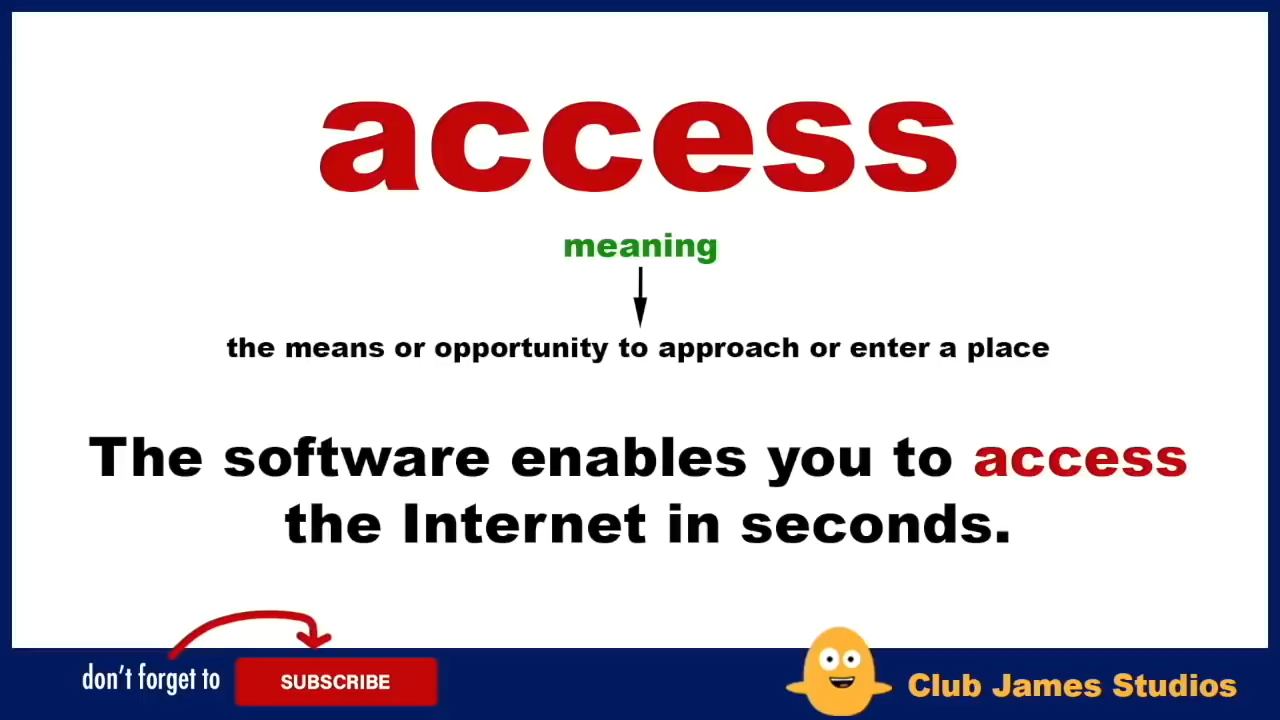 access
meaning
the means or opportunity to approach or enter a place
The software enables you to access
the Internet in seconds.
don't forget to
SUBSCRIBE
Club James Studios